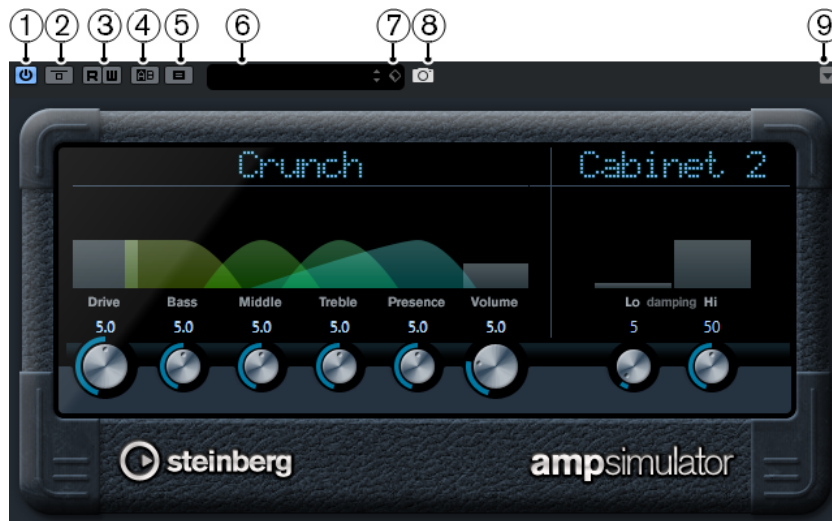 1 2 3 4 5 6 7 8 9
R W AB
Crunch Cabinet 2
Drive Bass Middle Treble Presence Volume Lo damping Hi
5.0 5.0 5.0 5.0 5.0 5.0 5 50
steinberg ampsimulator